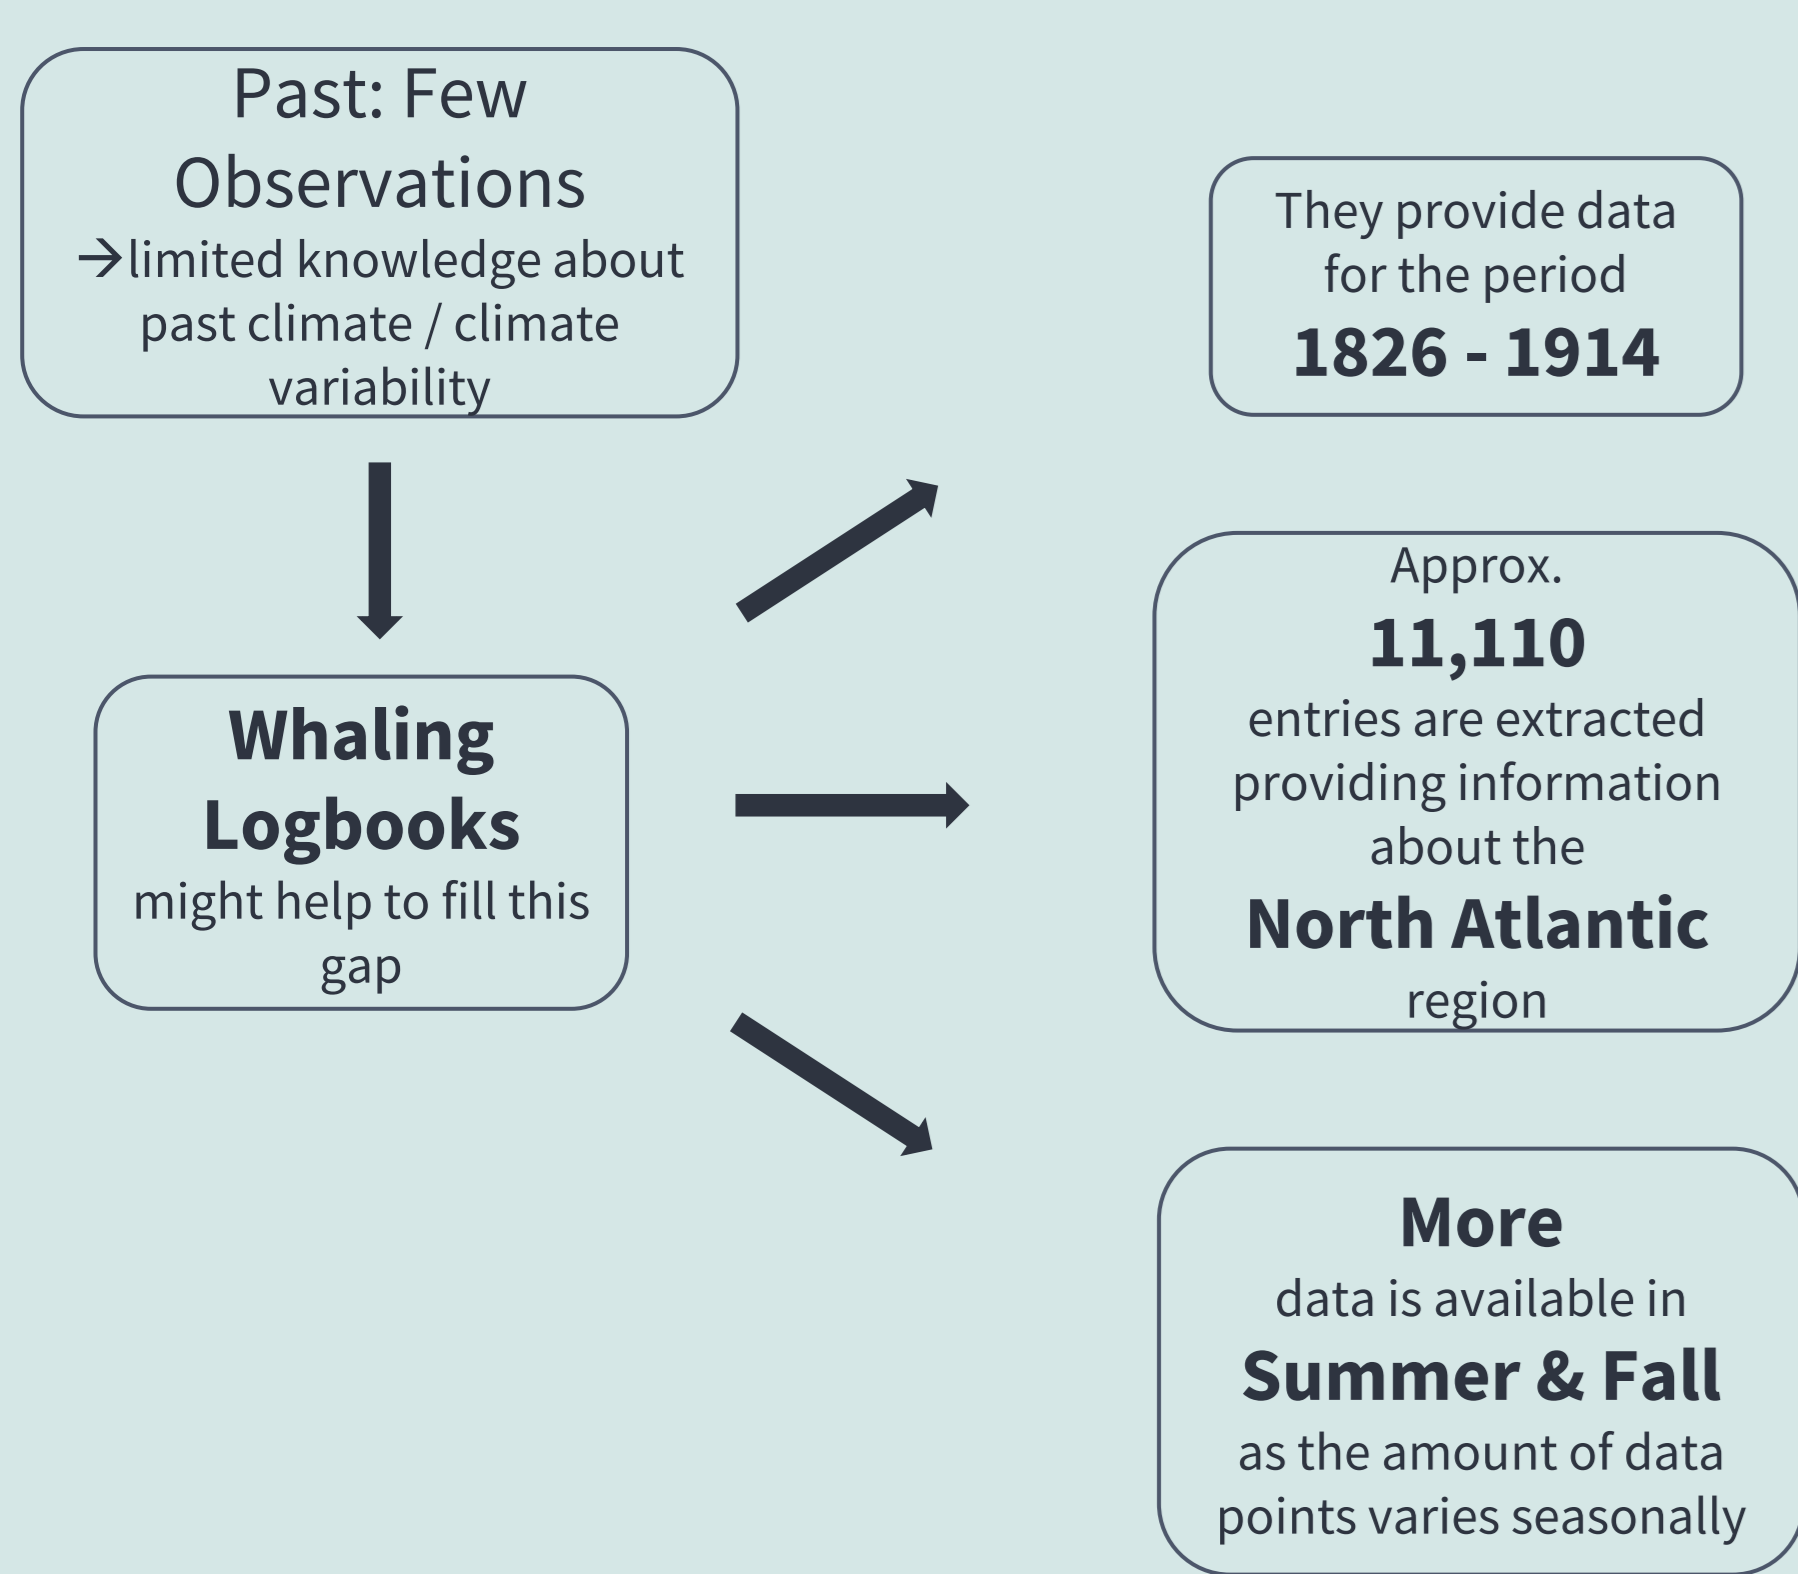 Past: Few
Observations
→limited knowledge about
past climate / climate
variability
Whaling
Logbooks
might help to fill this
gap
They provide data
for the period
1826 - 1914
Approx.
11,110
entries are extracted
providing information
about the
North Atlantic
region
More
data is available in
Summer & Fall
as the amount of data
points varies seasonally